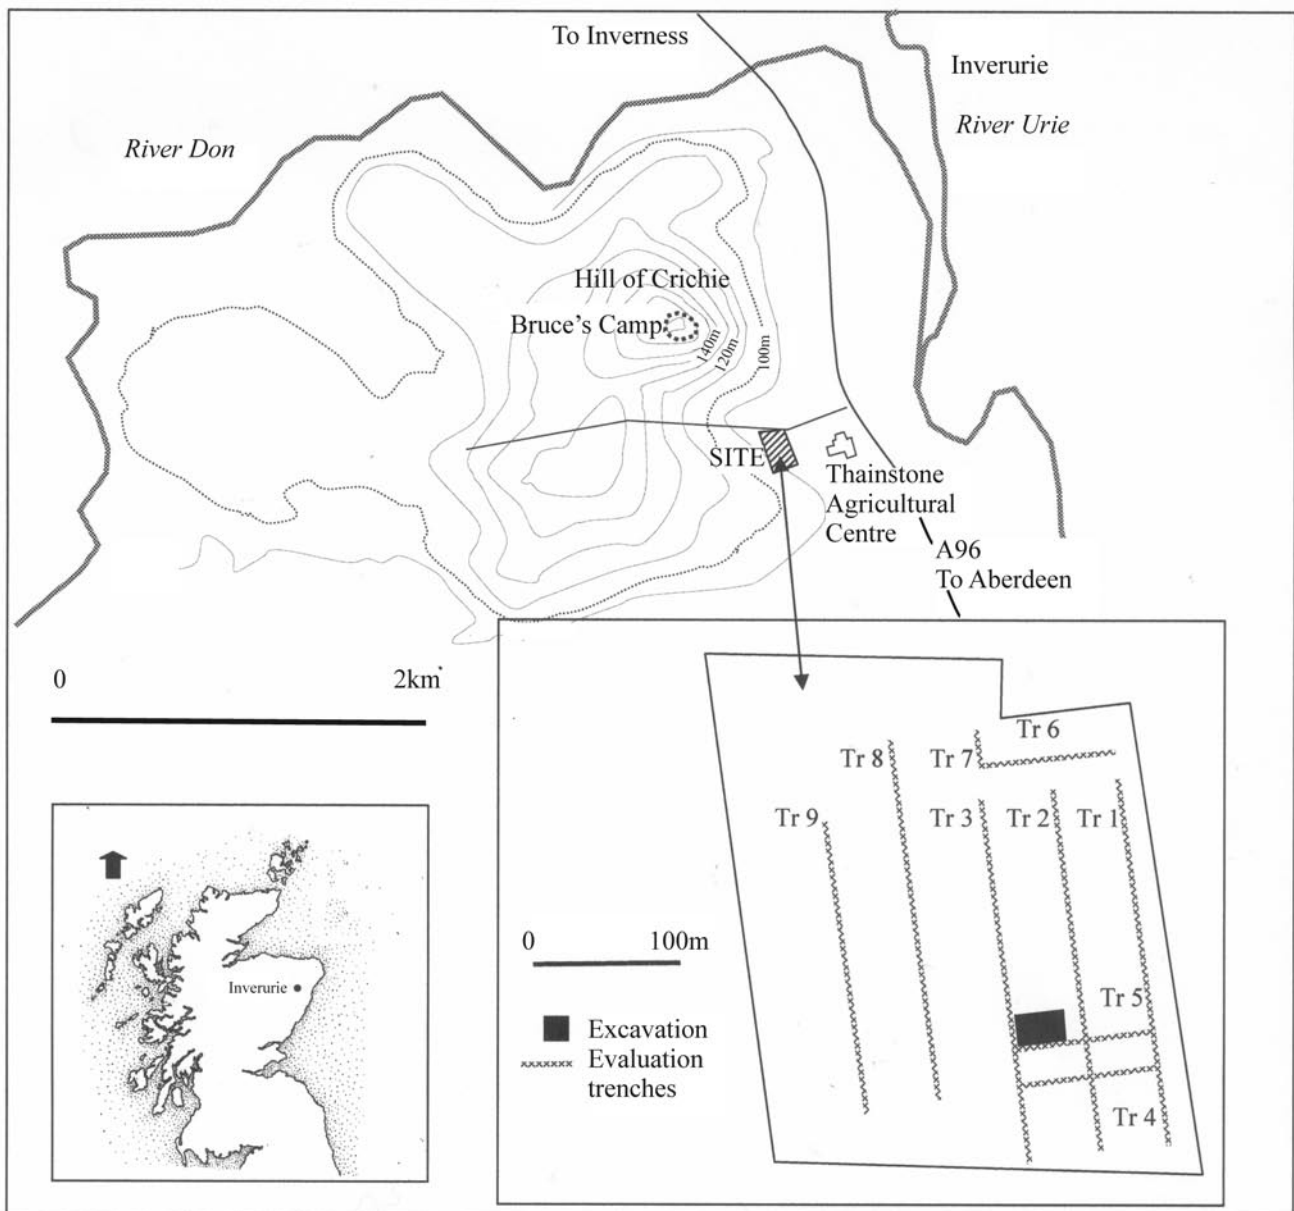 To Inverness
Inverurie
River Urie
River Don
Hill of Crichie
Bruce's Camp
140m
120m
100m
SITE
Thainstone
Agricultural
Centre
A96
To Aberdeen
0 2km
Inverurie
Tr 6
Tr 8
Tr 7
Tr 9
Tr 3
Tr 2
Tr 1
0 100m
Tr 5
Excavation
Evaluation
trenches
Tr 4